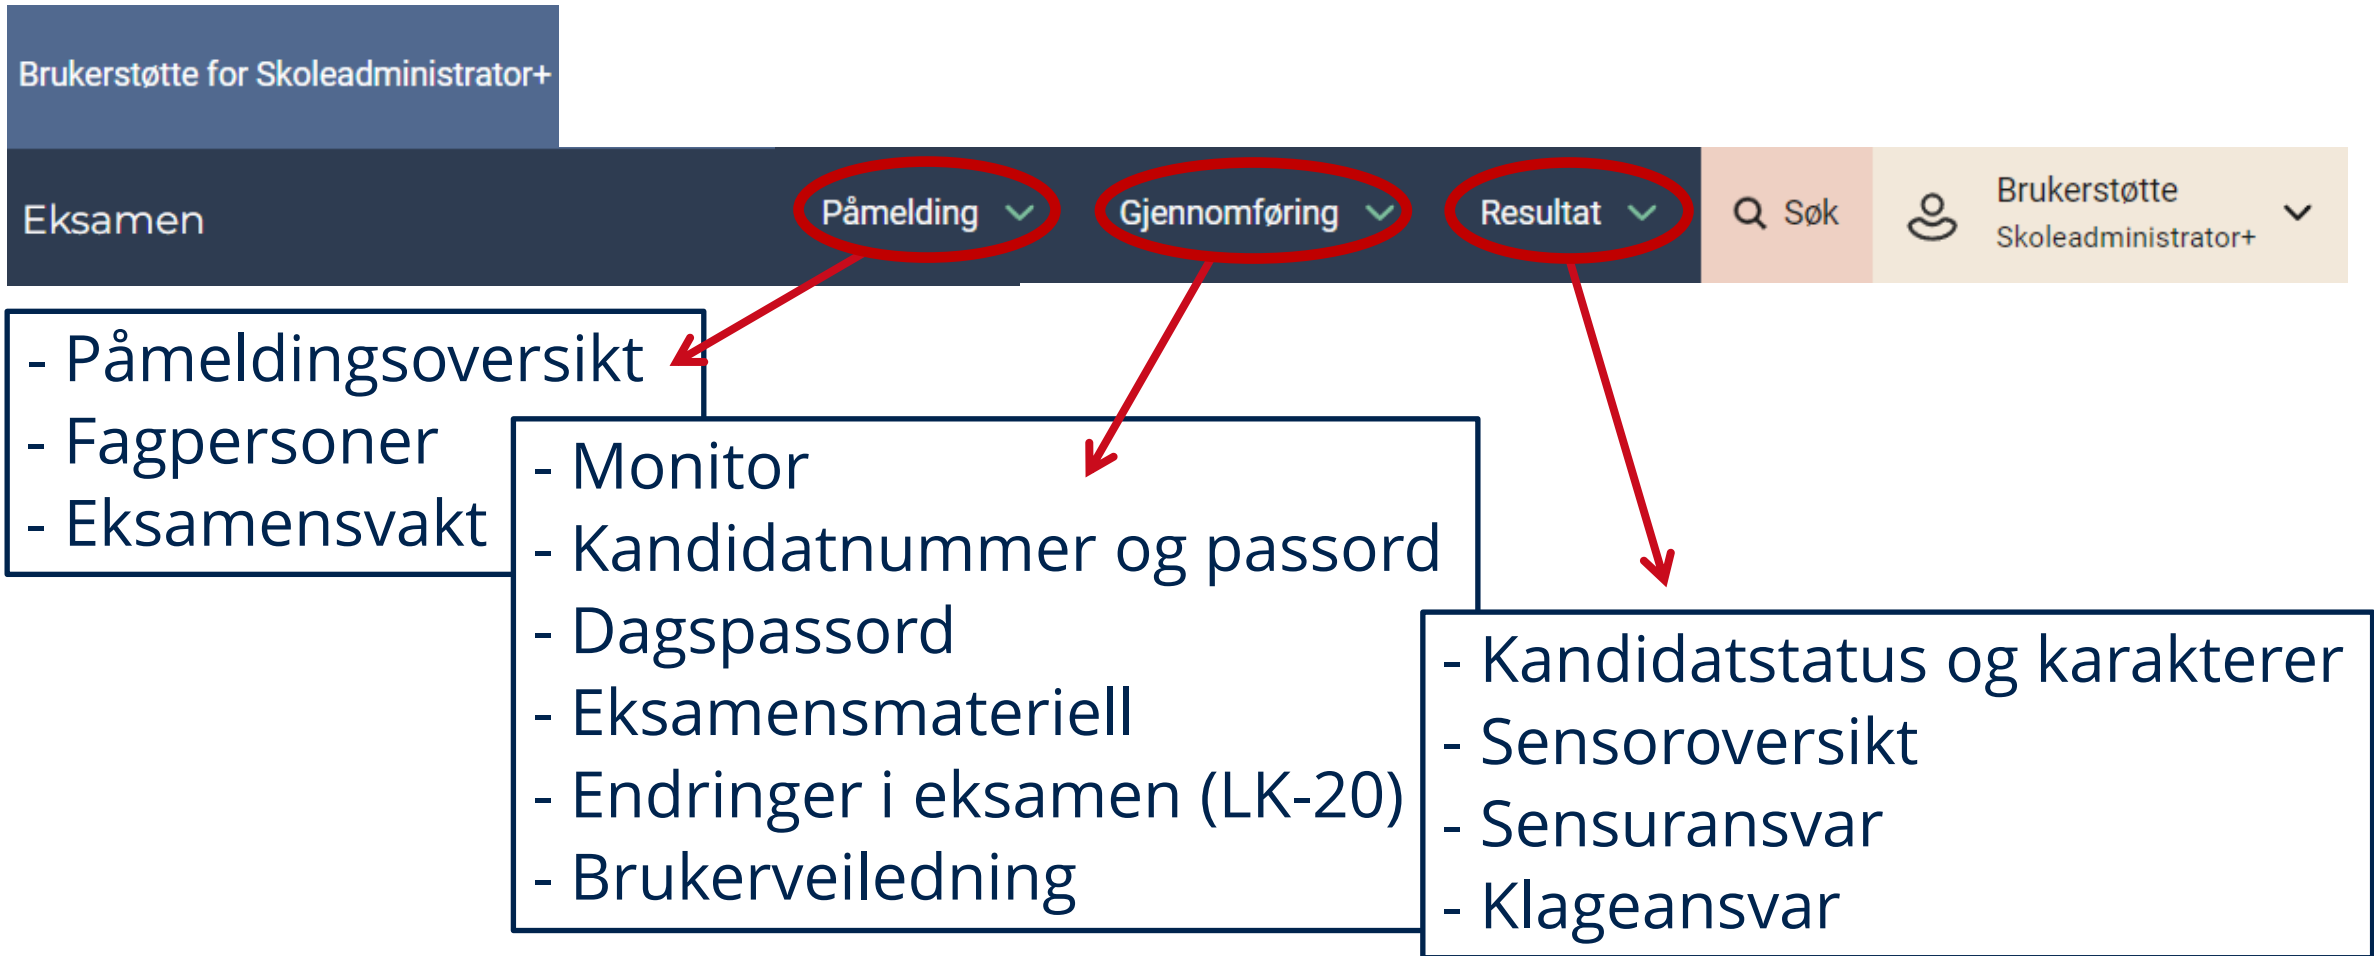 Brukerstøtte for Skoleadministrator+
Eksamen
Påmelding
Gjennomføring
Resultat
Søk
Brukerstøtte
Skoleadministrator+
- Påmeldingsoversikt
- Fagpersoner
- Eksamensvakt
- Monitor
- Kandidatnummer og passord
- Dagspassord
- Eksamensmateriell
- Endringer i eksamen (LK-20)
- Brukerveiledning
- Kandidatstatus og karakterer
- Sensoroversikt
- Sensuransvar
- Klageansvar